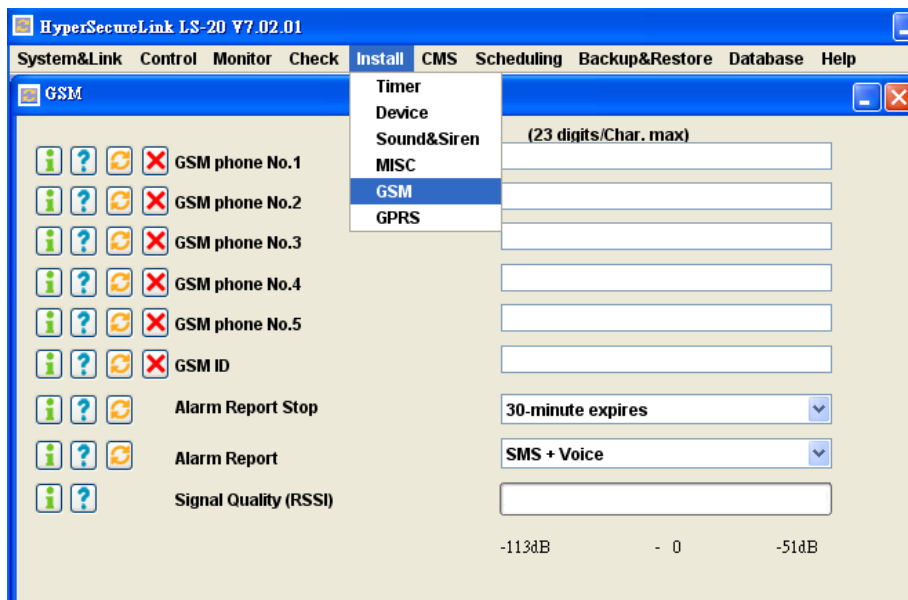 HyperSecureLink LS-20 V7.02.01
System&Link Control Monitor Check Install CMS Scheduling Backup&Restore Database Help
GSM
Timer
Device
Sound&Siren
MISC
GSM
GPRS
(23 digits/Char. max)
GSM phone No.1
GSM phone No.2
GSM phone No.3
GSM phone No.4
GSM phone No.5
GSM ID
Alarm Report Stop 30-minute expires
Alarm Report SMS + Voice
Signal Quality (RSSI)
-113dB - 0 -51dB